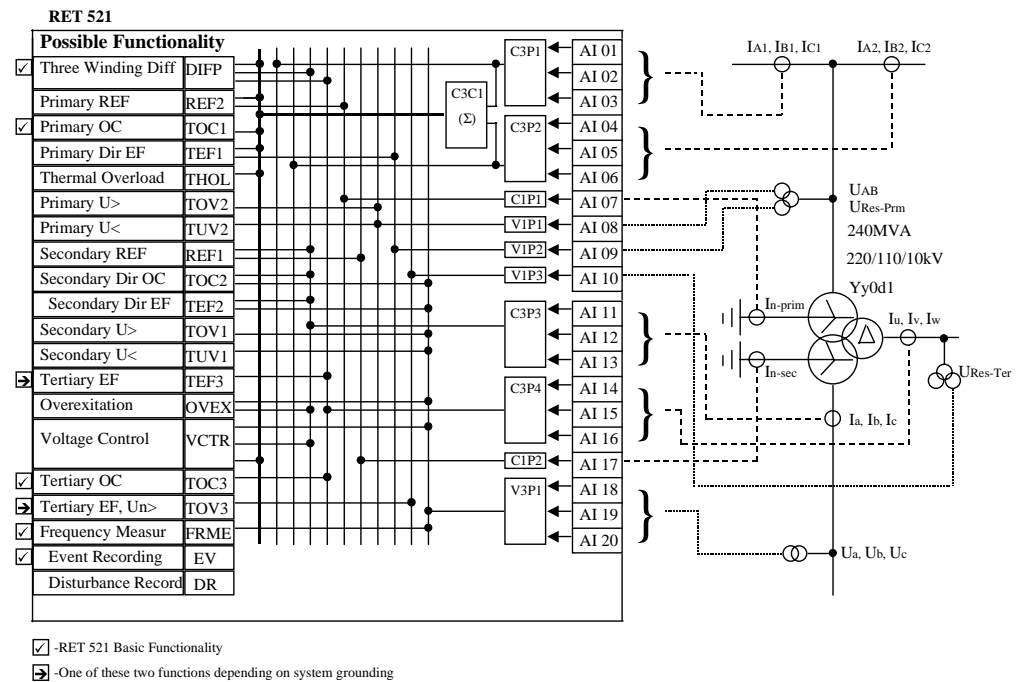 RET 521
Possible Functionality
✓ Three Winding Diff DIFP
Primary REF REF2
✓ Primary OC TOC1
Primary Dir EF TEF1
Thermal Overload THOL
Primary U> TOV2
Primary U< TUV2
Secondary REF REF1
Secondary Dir OC TOC2
Secondary Dir EF TEF2
Secondary U> TOV1
Secondary U< TUV1
➔ Tertiary EF TEF3
Overexitation OVEX
Voltage Control VCTR
✓ Tertiary OC TOC3
➔ Tertiary EF, Un> TOV3
✓ Frequency Measur FRME
✓ Event Recording EV
Disturbance Record DR
C3C1
(Σ)
C3P1
C3P2
C1P1
V1P1
V1P2
V1P3
C3P3
C3P4
C1P2
V3P1
AI 01
AI 02
AI 03
AI 04
AI 05
AI 06
AI 07
AI 08
AI 09
AI 10
AI 11
AI 12
AI 13
AI 14
AI 15
AI 16
AI 17
AI 18
AI 19
AI 20
IA1, IB1, IC1
IA2, IB2, IC2
UAB
URes-Prm
240MVA
220/110/10kV
Yy0d1
In-prim
Iu, Iv, Iw
In-sec
URes-Ter
Ia, Ib, Ic
Ua, Ub, Uc
✓ -RET 521 Basic Functionality
➔ -One of these two functions depending on system grounding